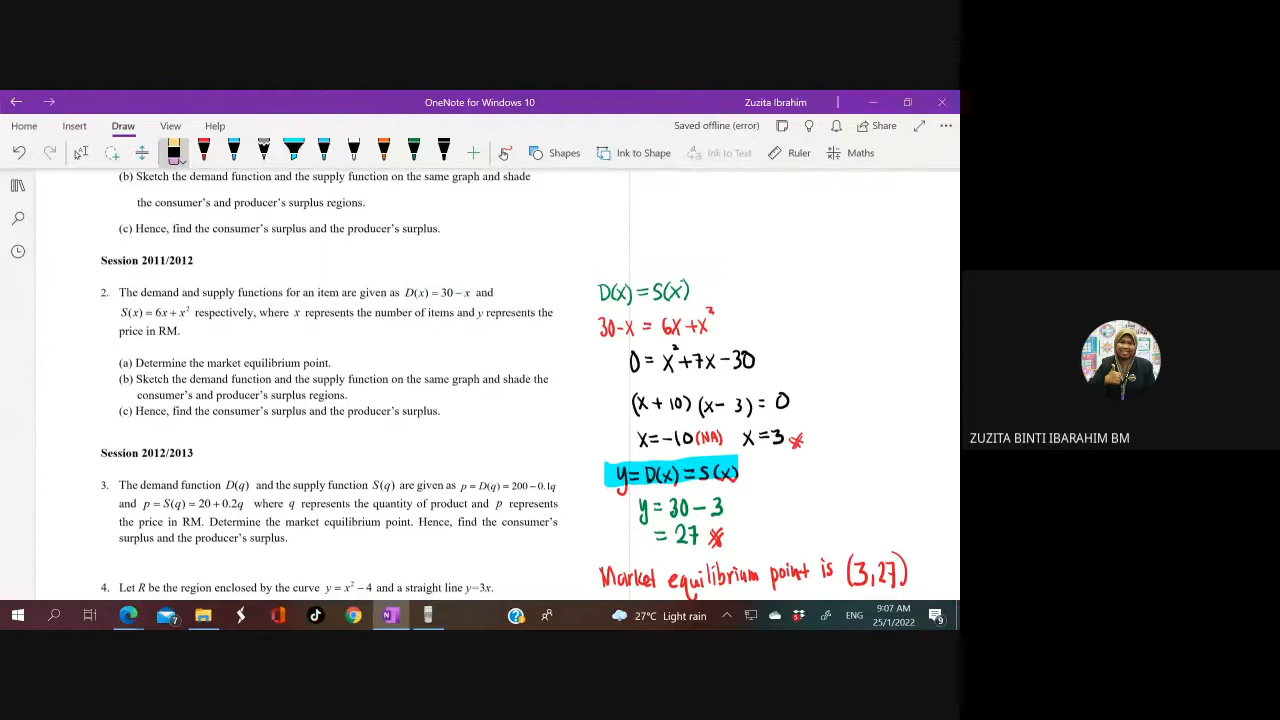 OneNote for Windows 10
Zuzita Ibrahim
Home Insert Draw View Help
Saved offline (error)
Share
Shapes
Ink to Shape
Ink to Text
Ruler
Maths
(b) Sketch the demand function and the supply function on the same graph and shade
the consumer's and producer's surplus regions.
(c) Hence, find the consumer's surplus and the producer's surplus.
Session 2011/2012
2. The demand and supply functions for an item are given as D(x) = 30 − x and
S(x) = 6x + x² respectively, where x represents the number of items and y represents the
price in RM.
(a) Determine the market equilibrium point.
(b) Sketch the demand function and the supply function on the same graph and shade the
consumer's and producer's surplus regions.
(c) Hence, find the consumer's surplus and the producer's surplus.
Session 2012/2013
3. The demand function D(q) and the supply function S(q) are given as p = D(q) = 200 − 0.1q
and p = S(q) = 20 + 0.2q where q represents the quantity of product and p represents
the price in RM. Determine the market equilibrium point. Hence, find the consumer's
surplus and the producer's surplus.
4. Let R be the region enclosed by the curve y = x² − 4 and a straight line y=3x.
D(x) = S(x)
30-x = 6x+x²
0 = x²+7x-30
(x+10)(x-3) = 0
x=-10 (NA) x=3
y = D(x) = S(x)
y = 30-3
= 27
Market equilibrium point is (3,27)
ZUZITA BINTI IBARAHIM BM
27°C Light rain
ENG
9:07 AM
25/1/2022
7
9